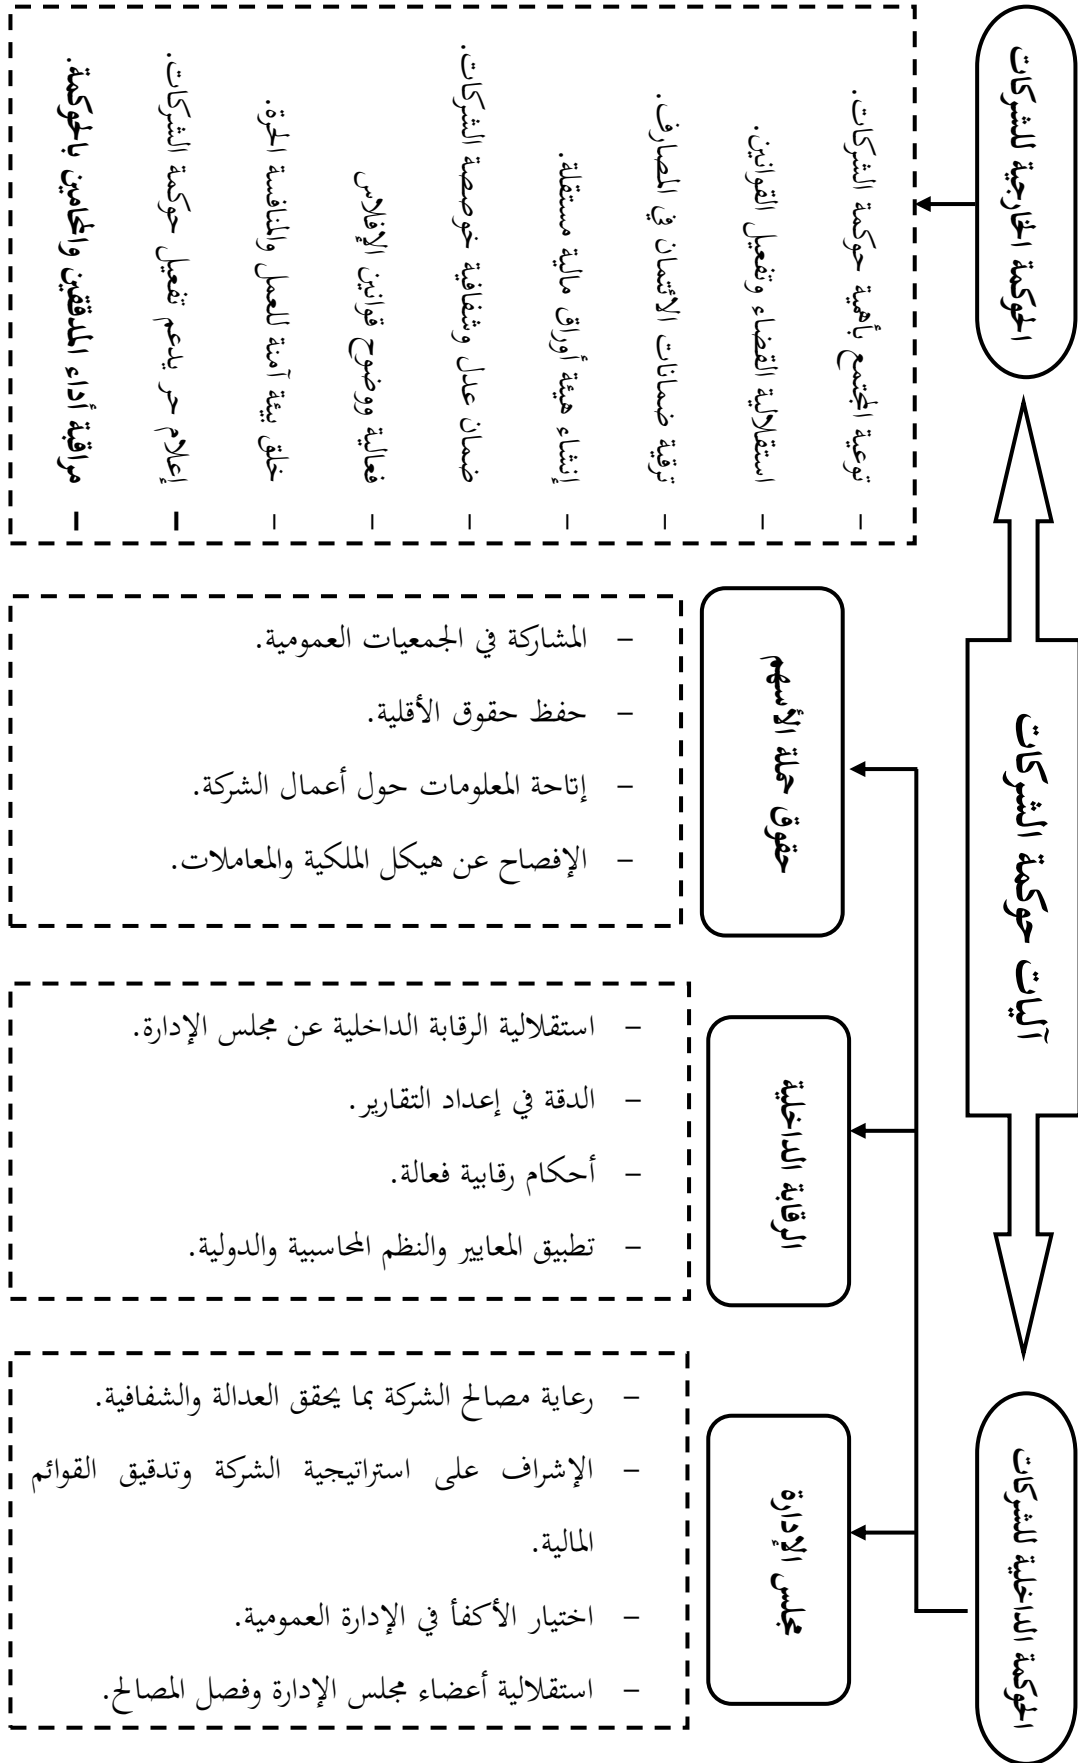 آليات حوكمة الشركات
الحوكمة الخارجية للشركات
– توعية المجتمع بأهمية حوكمة الشركات.
– استقلالية القضاء وتفعيل القوانين.
– ترقية ضمانات الائتمان في المصارف.
– إنشاء هيئة أوراق مالية مستقلة.
– ضمان عدل وشفافية خوصصة الشركات.
– فعالية ووضوح قوانين الإفلاس
– خلق بيئة آمنة للعمل والمنافسة الحرة.
– إعلام حر يدعم تفعيل حوكمة الشركات.
– مراقبة أداء المدققين والمحامين بالحوكمة.
الحوكمة الداخلية للشركات
حقوق حملة الأسهم
– المشاركة في الجمعيات العمومية.
– حفظ حقوق الأقلية.
– إتاحة المعلومات حول أعمال الشركة.
– الإفصاح عن هيكل الملكية والمعاملات.
الرقابة الداخلية
– استقلالية الرقابة الداخلية عن مجلس الإدارة.
– الدقة في إعداد التقارير.
– أحكام رقابية فعالة.
– تطبيق المعايير والنظم المحاسبية والدولية.
مجلس الإدارة
– رعاية مصالح الشركة بما يحقق العدالة والشفافية.
– الإشراف على استراتيجية الشركة وتدقيق القوائم
المالية.
– اختيار الأكفأ في الإدارة العمومية.
– استقلالية أعضاء مجلس الإدارة وفصل المصالح.